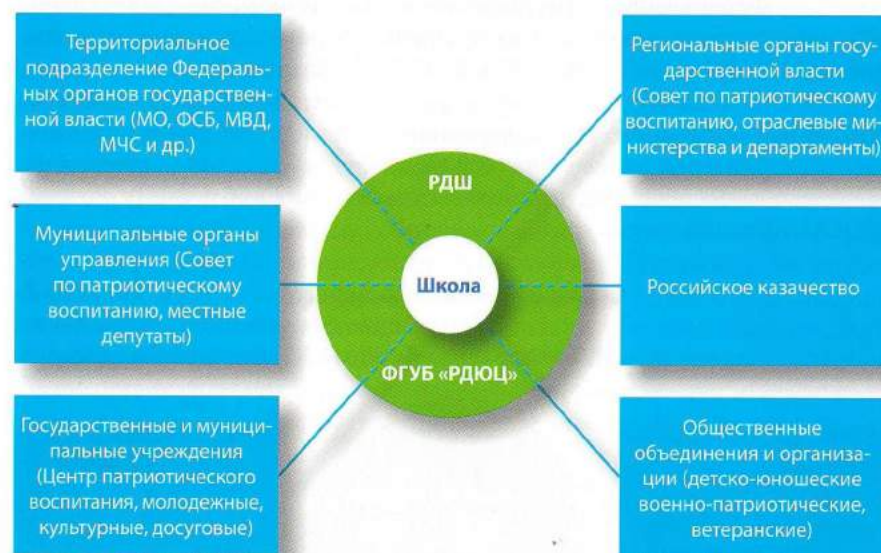 Территориальное
подразделение Федераль-
ных органов государствен-
ной власти (МО, ФСБ, МВД,
МЧС и др.)
Региональные органы госу-
дарственной власти
(Совет по патриотическому
воспитанию, отраслевые ми-
нистерства и департаменты)
РДШ
Муниципальные органы
управления (Совет
по патриотическому
воспитанию, местные
депутаты)
Школа
Российское казачество
ФГУБ «РДЮЦ»
Государственные и муници-
пальные учреждения
(Центр патриотического
воспитания, молодежные,
культурные, досуговые)
Общественные
объединения и организа-
ции (детско-юношеские
военно-патриотические,
ветеранские)